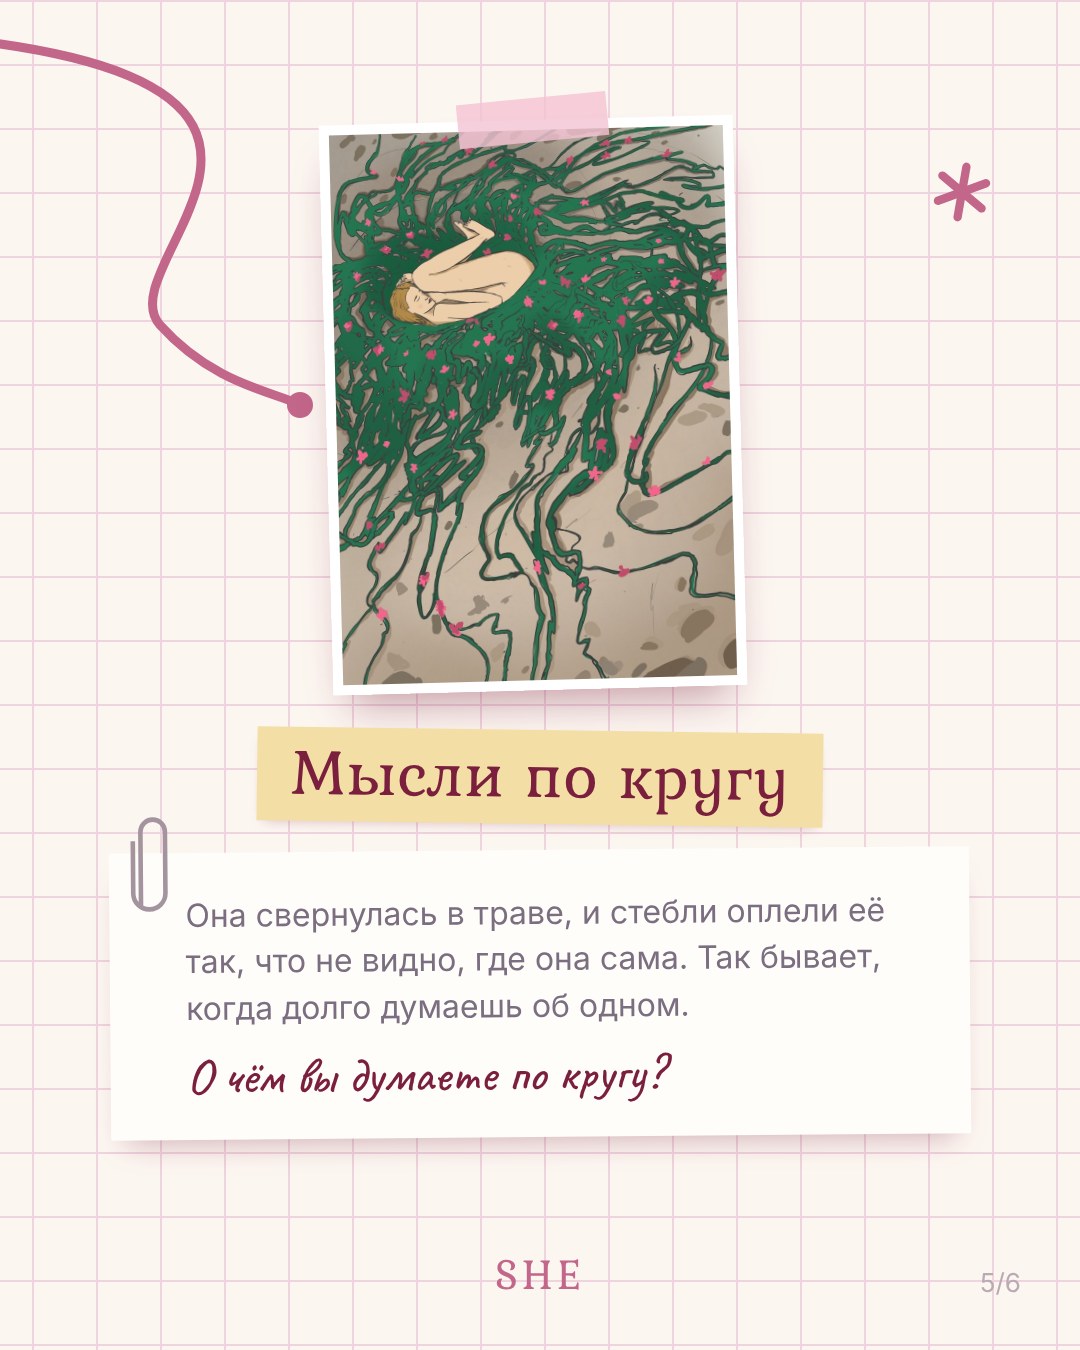 Мысли по кругу
Она свернулась в траве, и стебли оплели её
так, что не видно, где она сама. Так бывает,
когда долго думаешь об одном.
О чём вы думаете по кругу?
SHE
5/6